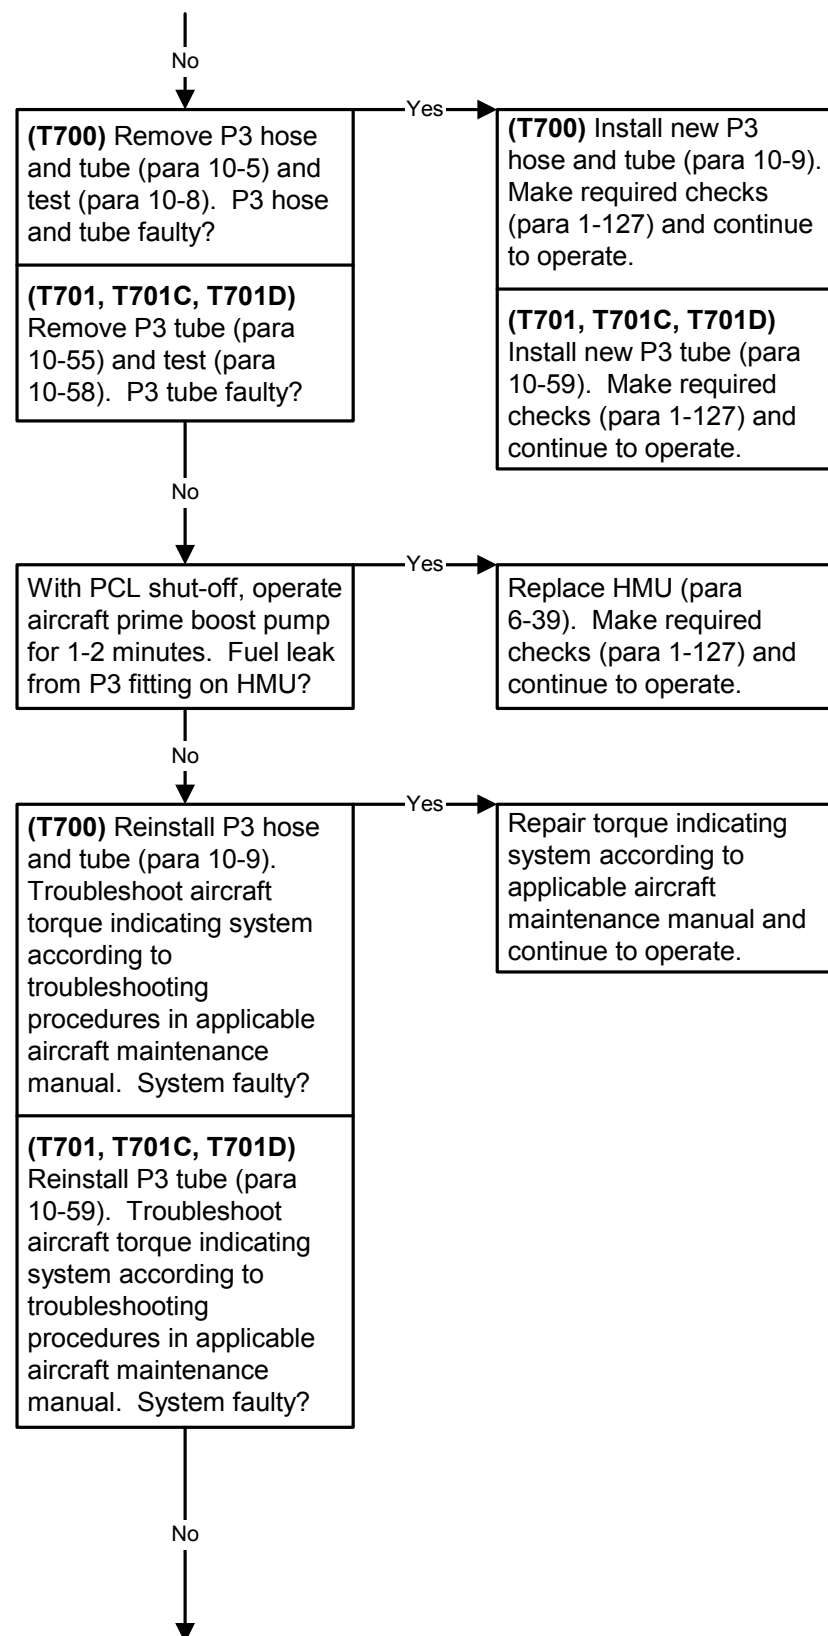 No
(T700) Remove P3 hose
and tube (para 10-5) and
test (para 10-8).  P3 hose
and tube faulty?
(T701, T701C, T701D)
Remove P3 tube (para
10-55) and test (para
10-58).  P3 tube faulty?
Yes
(T700) Install new P3
hose and tube (para 10-9).
Make required checks
(para 1-127) and continue
to operate.
(T701, T701C, T701D)
Install new P3 tube (para
10-59).  Make required
checks (para 1-127) and
continue to operate.
No
With PCL shut-off, operate
aircraft prime boost pump
for 1-2 minutes.  Fuel leak
from P3 fitting on HMU?
Yes
Replace HMU (para
6-39).  Make required
checks (para 1-127) and
continue to operate.
No
(T700) Reinstall P3 hose
and tube (para 10-9).
Troubleshoot aircraft
torque indicating system
according to
troubleshooting
procedures in applicable
aircraft maintenance
manual.  System faulty?
(T701, T701C, T701D)
Reinstall P3 tube (para
10-59).  Troubleshoot
aircraft torque indicating
system according to
troubleshooting
procedures in applicable
aircraft maintenance
manual.  System faulty?
Yes
Repair torque indicating
system according to
applicable aircraft
maintenance manual and
continue to operate.
No